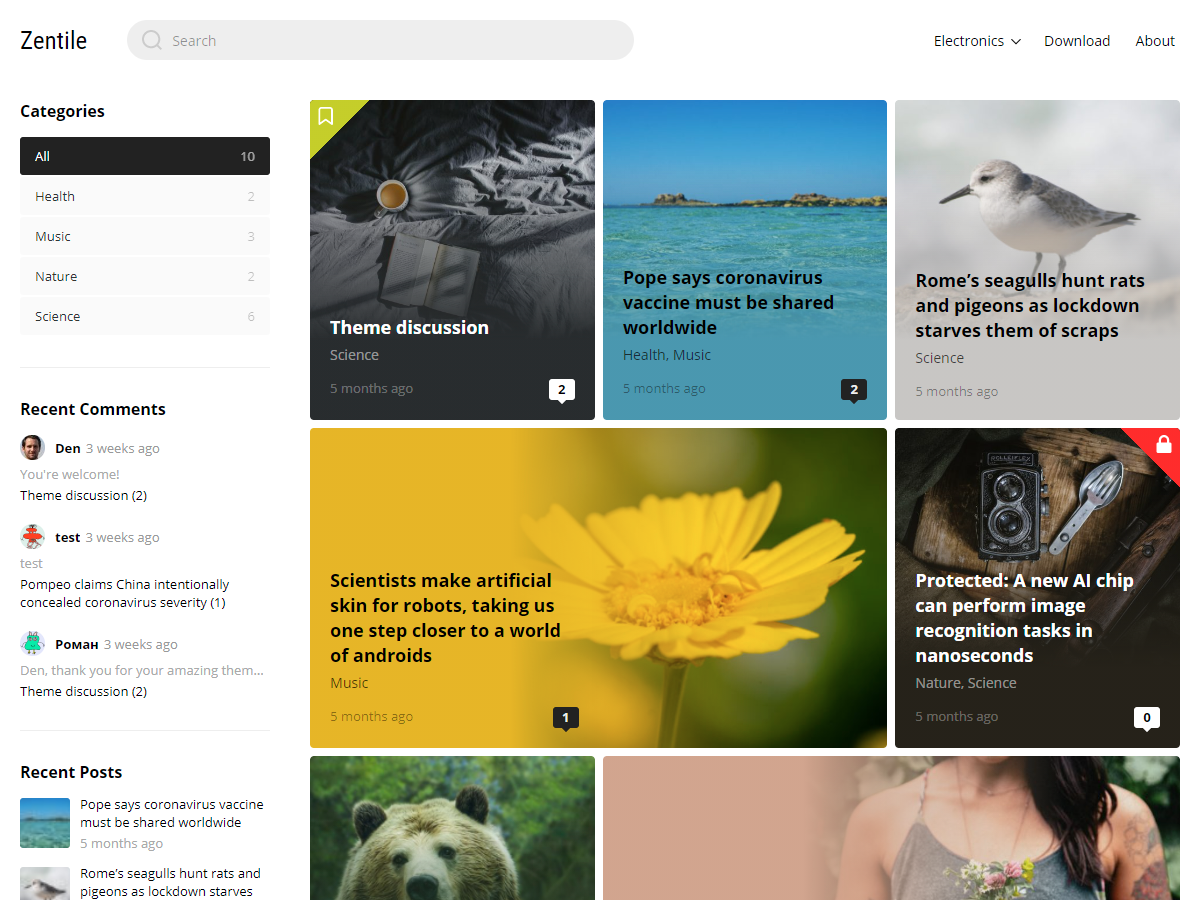 Zentile
Search
Electronics
Download
About
Categories
All 10
Health 2
Music 3
Nature 2
Science 6
Recent Comments
Den 3 weeks ago
You're welcome!
Theme discussion (2)
test 3 weeks ago
test
Pompeo claims China intentionally
concealed coronavirus severity (1)
Роман 3 weeks ago
Den, thank you for your amazing them...
Theme discussion (2)
Recent Posts
Pope says coronavirus vaccine
must be shared worldwide
5 months ago
Rome’s seagulls hunt rats and
pigeons as lockdown starves
Theme discussion
Science
5 months ago
2
Pope says coronavirus
vaccine must be shared
worldwide
Health, Music
5 months ago
2
Rome’s seagulls hunt rats
and pigeons as lockdown
starves them of scraps
Science
5 months ago
Scientists make artificial
skin for robots, taking us
one step closer to a world
of androids
Music
5 months ago
1
ROLLEIFLEX
Protected: A new AI chip
can perform image
recognition tasks in
nanoseconds
Nature, Science
5 months ago
0